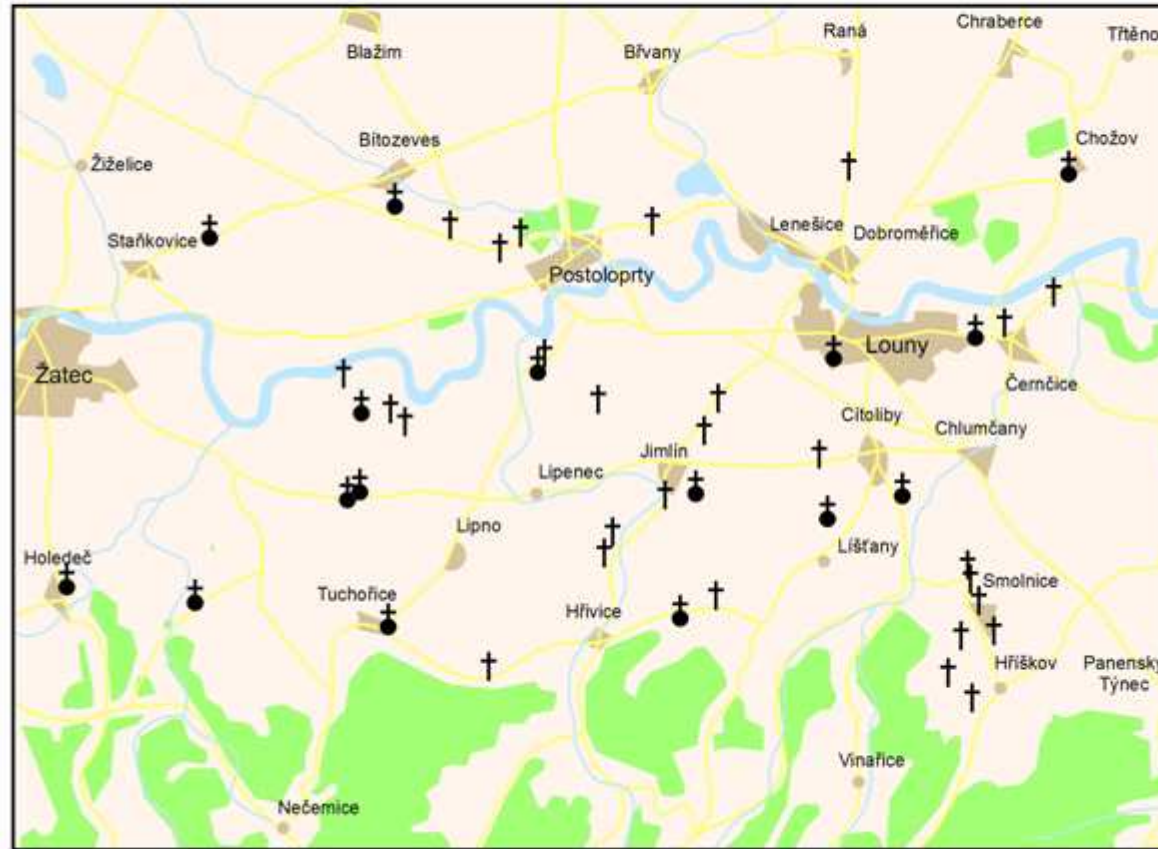 Chraberce
Blažim
Břvany
Raná
Třtěno
Bitozeves
Chožov
Žiželice
Lenešice
Dobroměřice
Staňkovice
Postoloprty
Louny
Žatec
Černčice
Cítoliby
Chlumčany
Jimlín
Lipenec
Lipno
Líšťany
Holedeč
Smolnice
Tuchořice
Hřivice
Hříškov
Panenský
Týnec
Vinařice
Nečemice